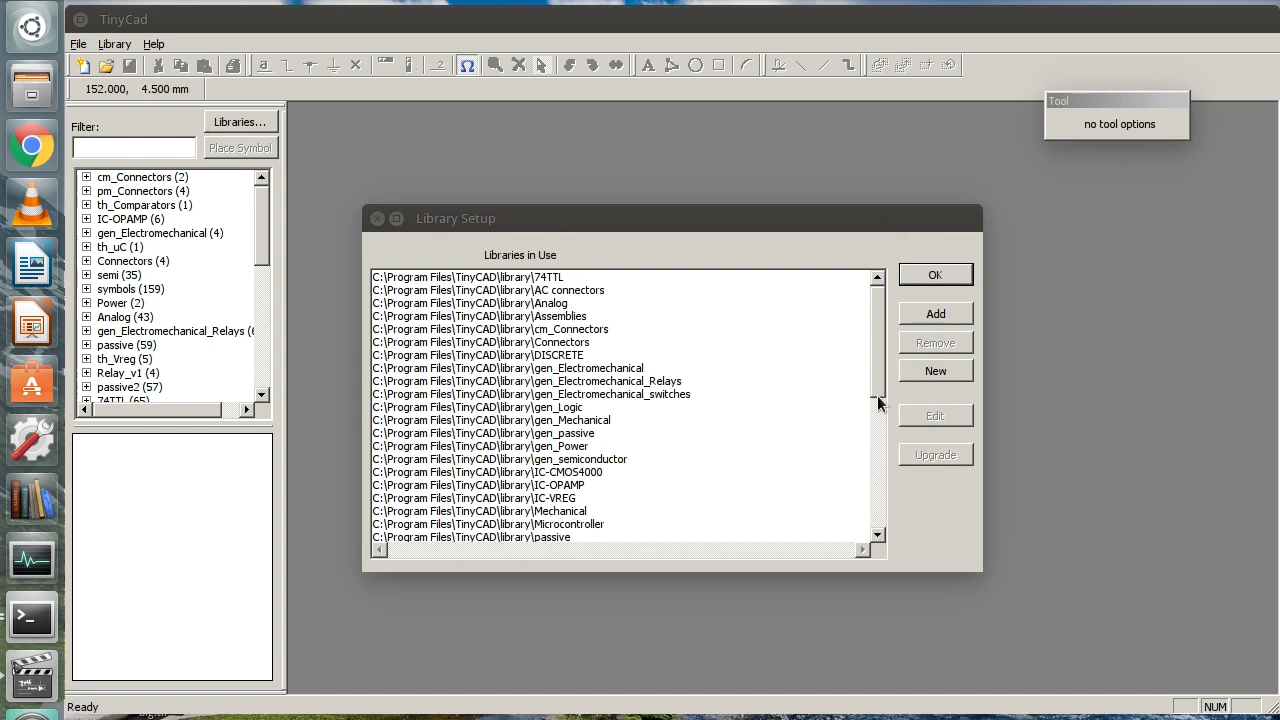 TinyCad
File Library Help
152.000, 4.500 mm
Tool
no tool options
Filter:
Libraries...
Place Symbol
cm_Connectors (2)
pm_Connectors (4)
th_Comparators (1)
IC-OPAMP (6)
gen_Electromechanical (4)
th_uC (1)
Connectors (4)
semi (35)
symbols (159)
Power (2)
Analog (43)
gen_Electromechanical_Relays (
passive (59)
th_Vreg (5)
Relay_v1 (4)
passive2 (57)
74TTL (65)
Library Setup
Libraries in Use
C:\Program Files\TinyCAD\library\74TTL
C:\Program Files\TinyCAD\library\AC connectors
C:\Program Files\TinyCAD\library\Analog
C:\Program Files\TinyCAD\library\Assemblies
C:\Program Files\TinyCAD\library\cm_Connectors
C:\Program Files\TinyCAD\library\Connectors
C:\Program Files\TinyCAD\library\DISCRETE
C:\Program Files\TinyCAD\library\gen_Electromechanical
C:\Program Files\TinyCAD\library\gen_Electromechanical_Relays
C:\Program Files\TinyCAD\library\gen_Electromechanical_switches
C:\Program Files\TinyCAD\library\gen_Logic
C:\Program Files\TinyCAD\library\gen_Mechanical
C:\Program Files\TinyCAD\library\gen_passive
C:\Program Files\TinyCAD\library\gen_Power
C:\Program Files\TinyCAD\library\gen_semiconductor
C:\Program Files\TinyCAD\library\IC-CMOS4000
C:\Program Files\TinyCAD\library\IC-OPAMP
C:\Program Files\TinyCAD\library\IC-VREG
C:\Program Files\TinyCAD\library\Mechanical
C:\Program Files\TinyCAD\library\Microcontroller
C:\Program Files\TinyCAD\library\passive
OK
Add
Remove
New
Edit
Upgrade
Ready
NUM